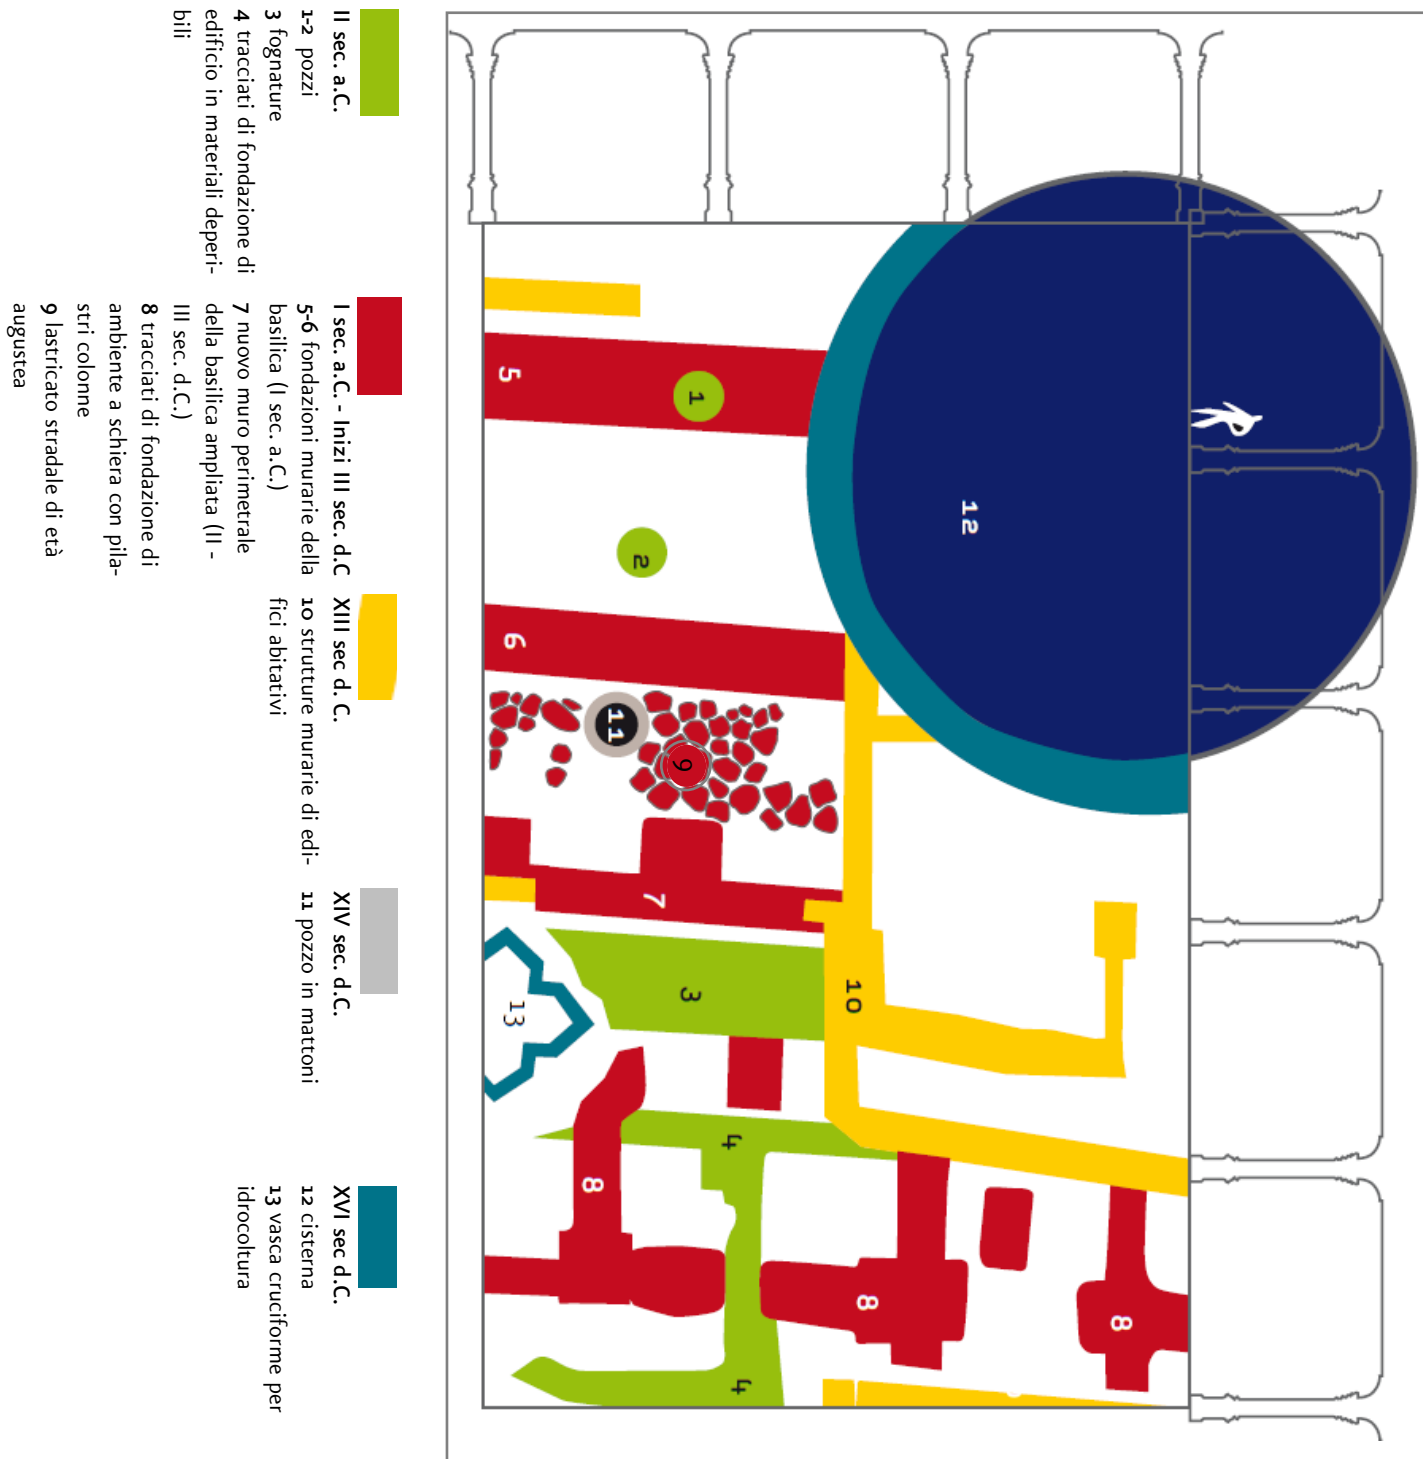 II sec. a.C.
1-2 pozzi
3 fognature
4 tracciati di fondazione di
edificio in materiali deperi-
bili
I sec. a.C. - Inizi III sec. d.C
5-6 fondazioni murarie della
basilica (I sec. a.C.)
7 nuovo muro perimetrale
della basilica ampliata (II -
III sec. d.C.)
8 tracciati di fondazione di
ambiente a schiera con pila-
stri colonne
9 lastricato stradale di età
augustea
XIII sec d. C.
10 strutture murarie di edi-
fici abitativi
XIV sec. d.C.
11 pozzo in mattoni
XVI sec d.C.
12 cisterna
13 vasca cruciforme per
idrocoltura
12
5
1
2
6
11
9
7
3
10
13
4
8
8
8
4